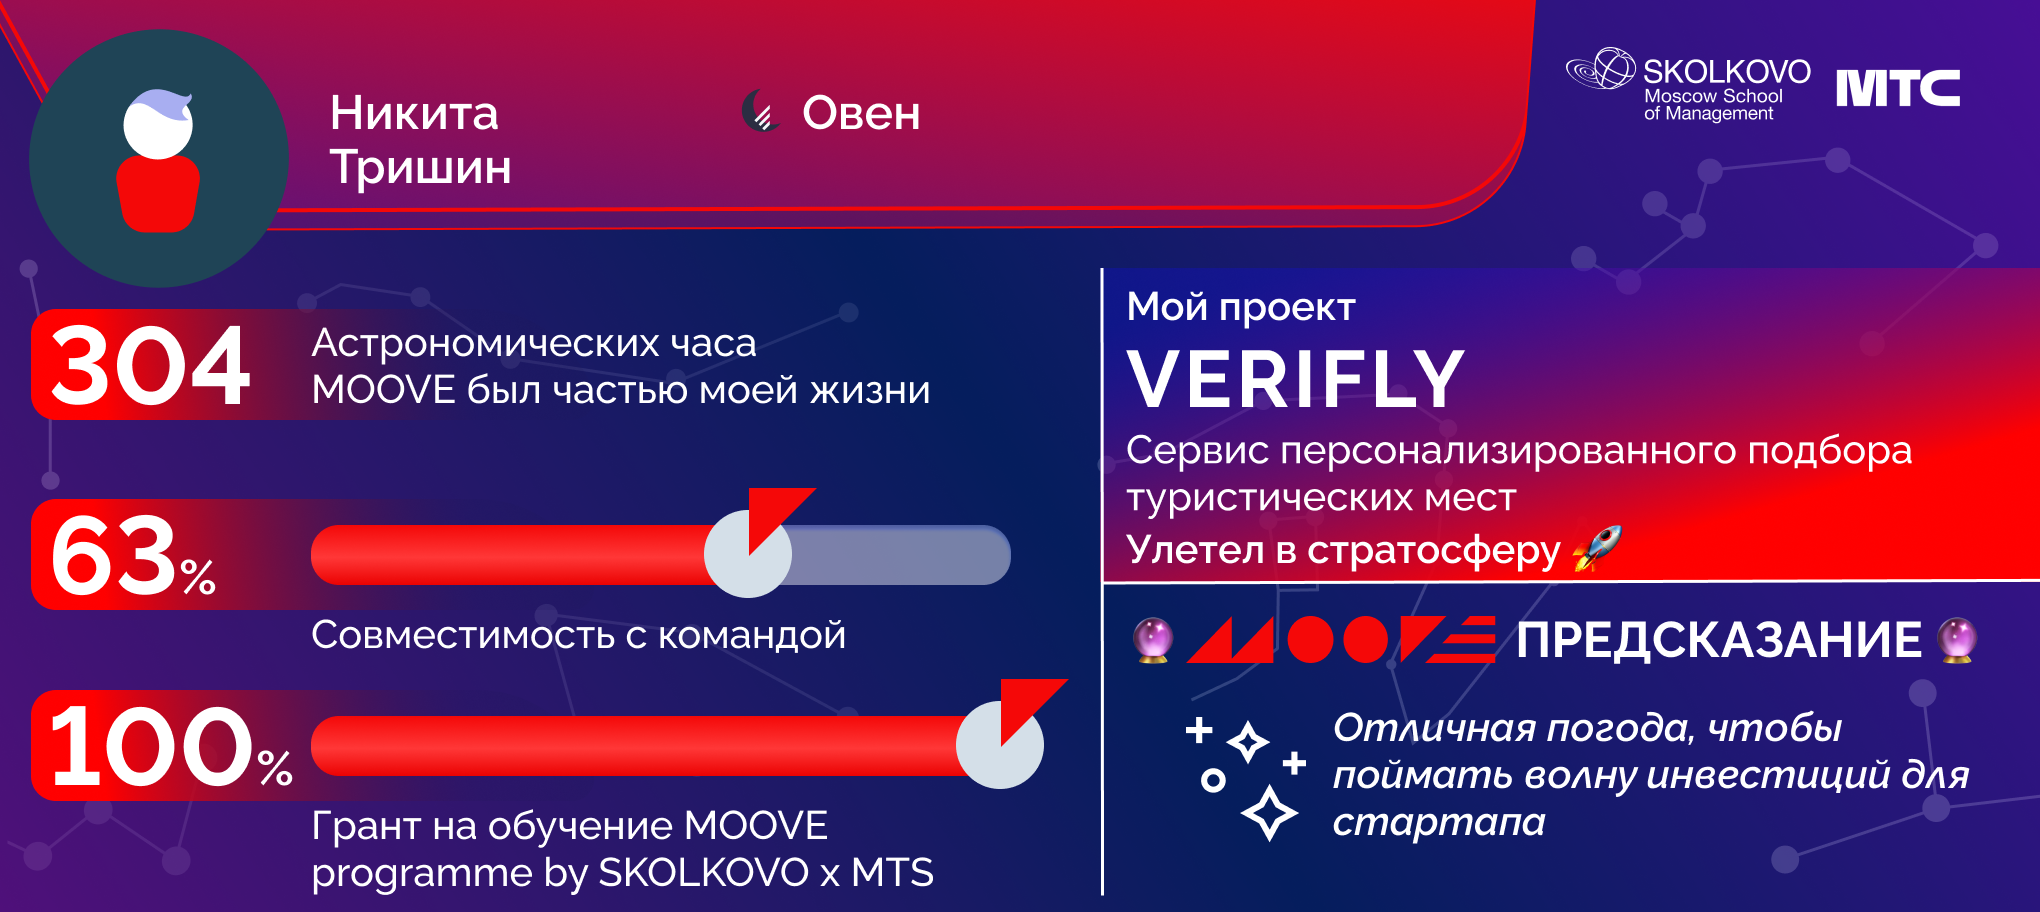 Никита
Тришин
Овен
SKOLKOVO
Moscow School
of Management
МТС
304
Астрономических часа
MOOVE был частью моей жизни
63%
Совместимость с командой
100%
Грант на обучение MOOVE
programme by SKOLKOVO x MTS
Мой проект
VERIFLY
Сервис персонализированного подбора
туристических мест
Улетел в стратосферу 🚀
🔮 MOOVE ПРЕДСКАЗАНИЕ 🔮
Отличная погода, чтобы
поймать волну инвестиций для
стартапа